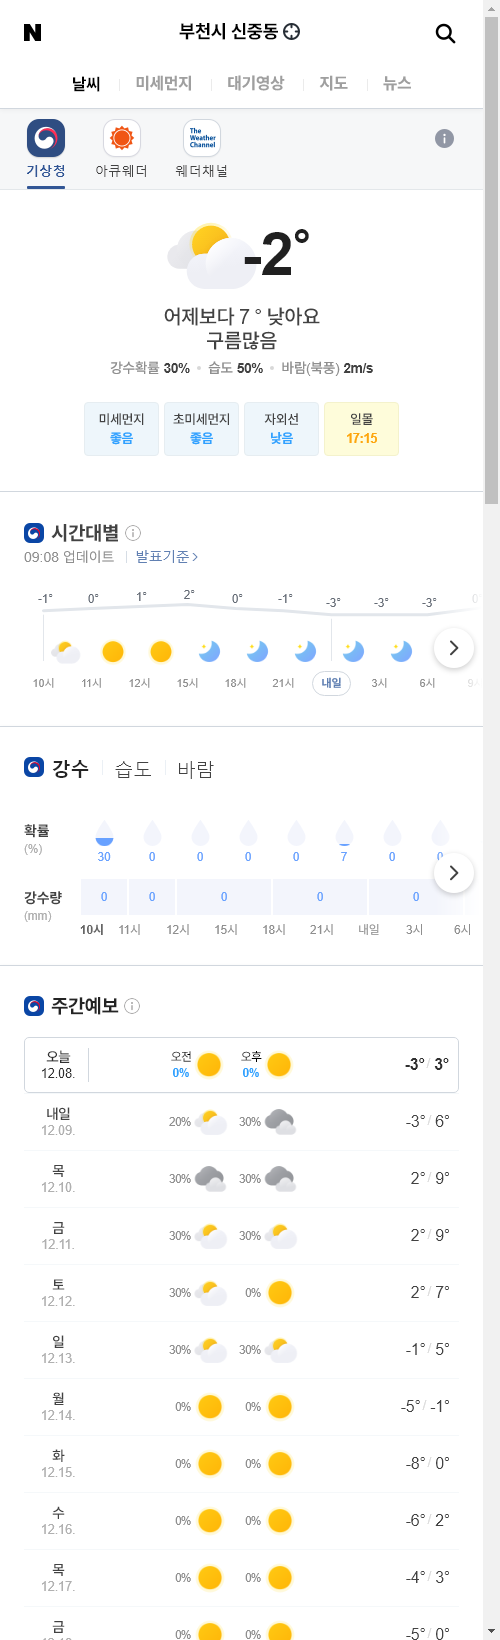 N
부천시 신중동
날씨 미세먼지 대기영상 지도 뉴스
The
Weather
Channel
기상청 아큐웨더 웨더채널
-2°
어제보다 7 ° 낮아요
구름많음
강수확률 30% 습도 50% 바람(북풍) 2m/s
미세먼지 초미세먼지 자외선 일몰
좋음 좋음 낮음 17:15
시간대별
09:08 업데이트 발표기준
-1° 0° 1° 2° 0° -1° -3° -3° -3°
10시 11시 12시 15시 18시 21시 내일 3시 6시
강수 습도 바람
확률
(%)
30 0 0 0 0 7 0 0
강수량
(mm)
0 0 0 0 0
10시 11시 12시 15시 18시 21시 내일 3시 6시
주간예보
오늘 오전 오후
12.08. 0% 0% -3° / 3°
내일
12.09. 20% 30% -3° / 6°
목
12.10. 30% 30% 2° / 9°
금
12.11. 30% 30% 2° / 9°
토
12.12. 30% 0% 2° / 7°
일
12.13. 30% 30% -1° / 5°
월
12.14. 0% 0% -5° / -1°
화
12.15. 0% 0% -8° / 0°
수
12.16. 0% 0% -6° / 2°
목
12.17. 0% 0% -4° / 3°
금
0% 0% -5° / 0°